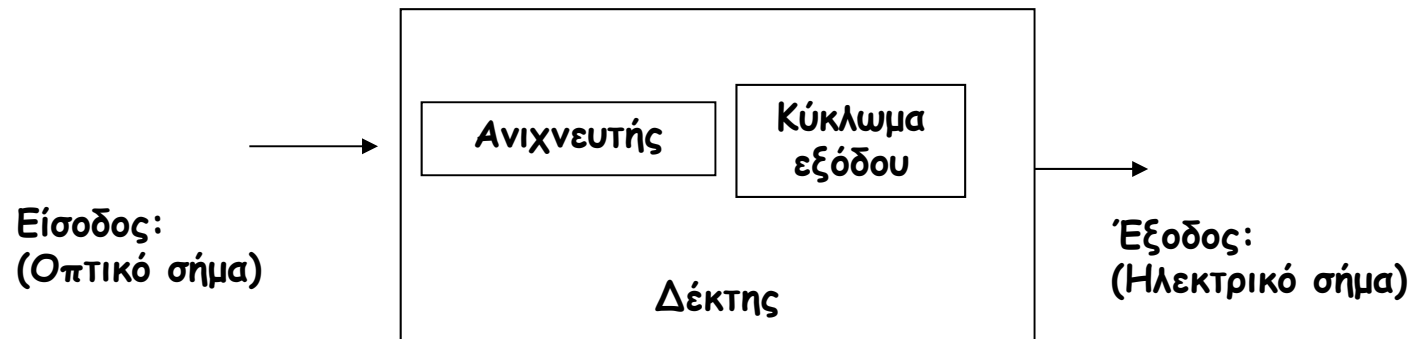 Ανιχνευτής
Κύκλωμα
εξόδου
Είσοδος:
(Οπτικό σήμα)
Έξοδος:
(Ηλεκτρικό σήμα)
Δέκτης